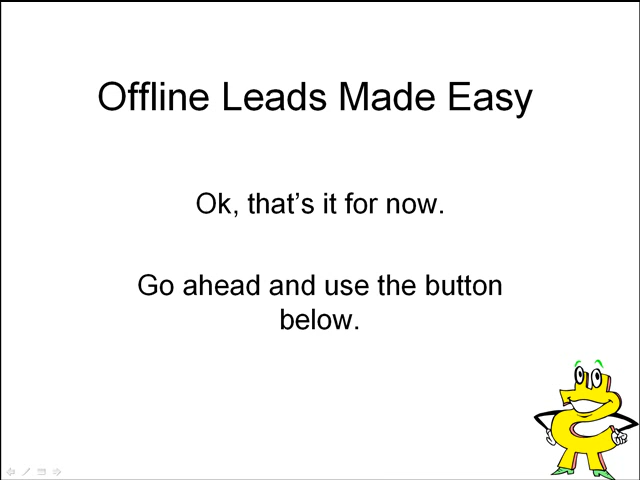 Offline Leads Made Easy
Ok, that’s it for now.
Go ahead and use the button
below.